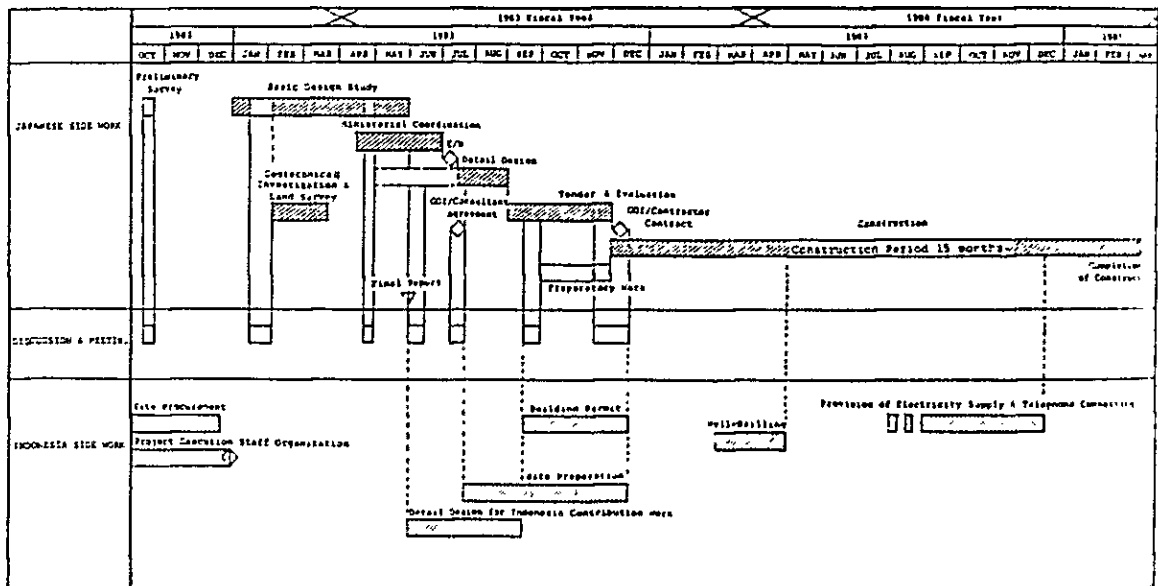 1983 Fiscal Year
1984 Fiscal Year
OCT NOV DEC JAN FEB MAR APR MAY JUN JUL AUG SEP OCT NOV DEC JAN FEB MAR APR MAY JUN JUL AUG SEP OCT NOV DEC JAN FEB
Preliminary
Survey
Basic Design Study
JAPANESE SIDE WORK
Ministerial Coordination
E/N
Detail Design
Geotechnical
Investigation &
Land Survey
GOI/Consultant
Agreement
Tender & Evaluation
GOI/Contractor
Contract
Construction
Construction Period 15 months
Final Report
Preparatory Work
Completion
of Construct
DISCUSSION & MEETIN
Site Procurement
Building Permit
Provision of Electricity Supply & Telephone Connection
INDONESIA SIDE WORK
Project Execution Staff Organization
Well-Drilling
Site Preparation
Detail Design for Indonesia Contribution Work